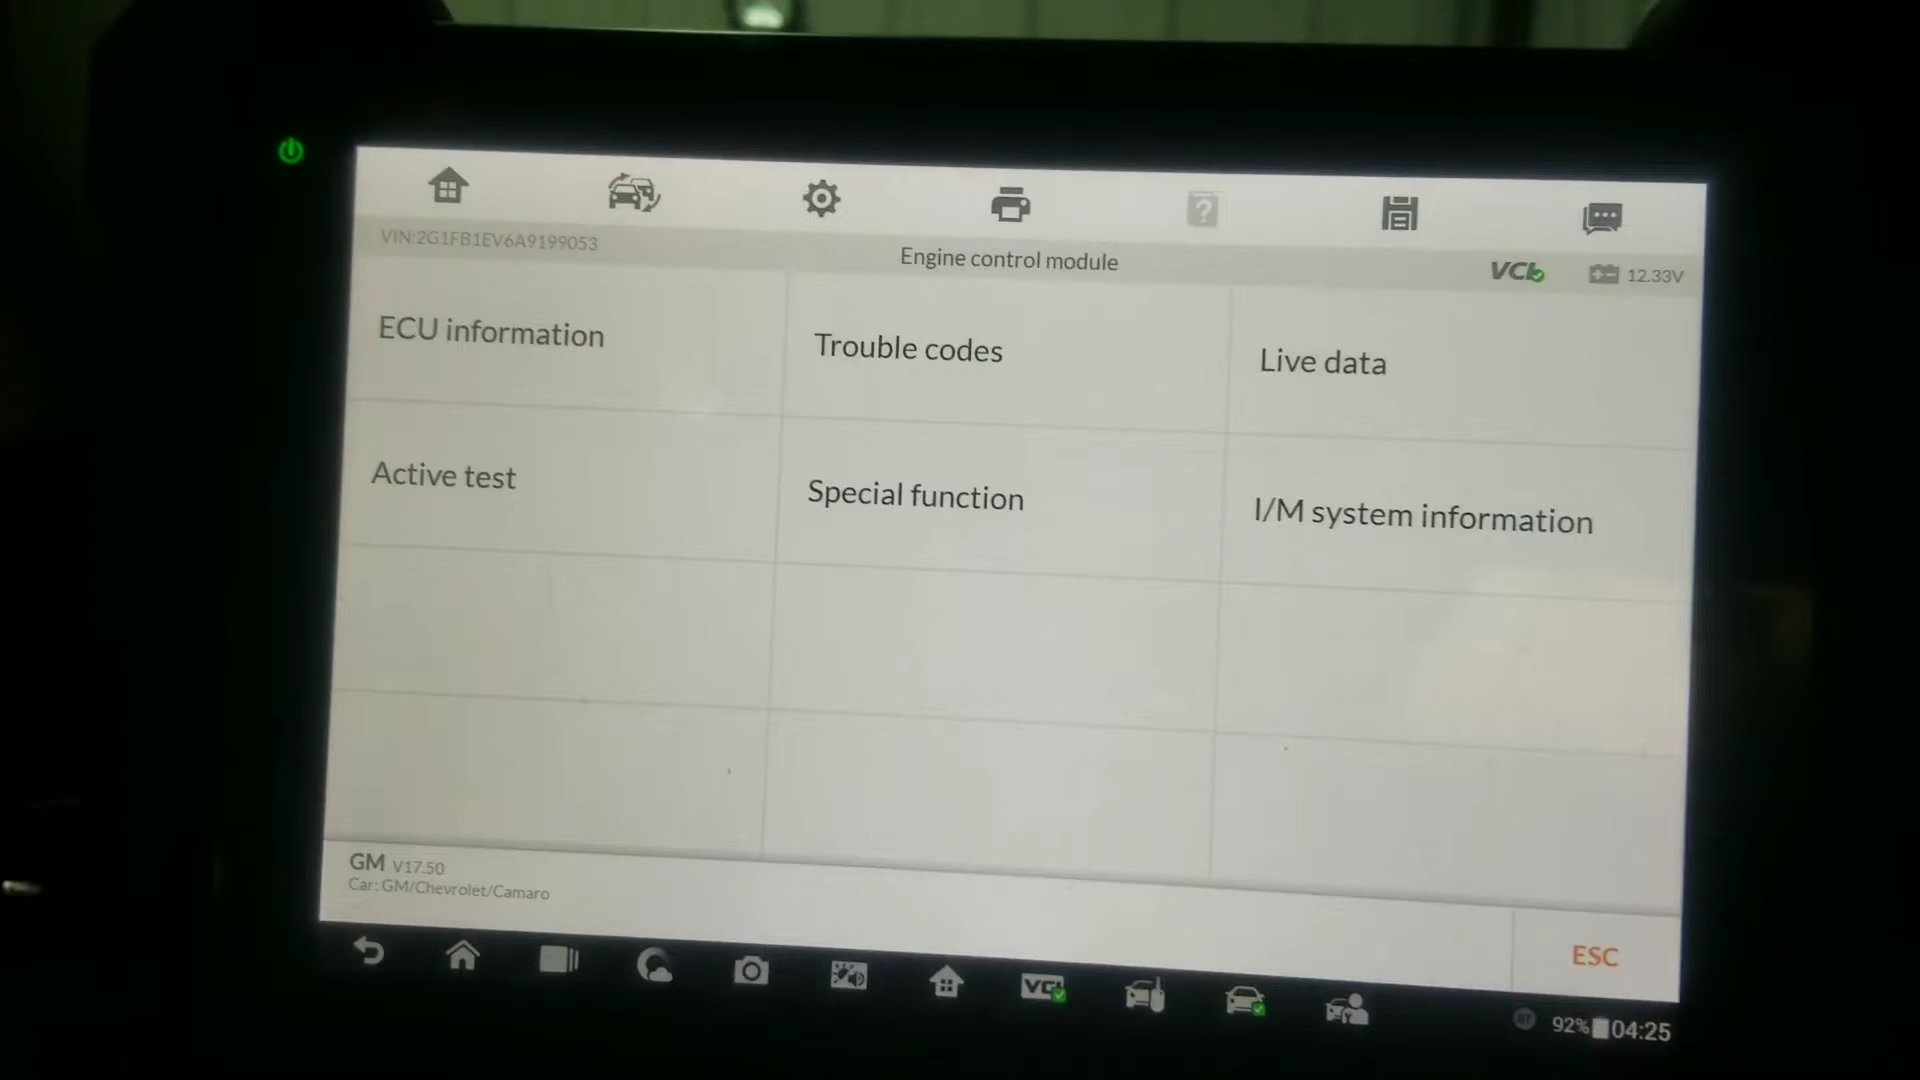 VIN:2G1FB1EV6A9199053
Engine control module
VCI
12.33V
ECU information
Trouble codes
Live data
Active test
Special function
I/M system information
GM V17.50
Car: GM/Chevrolet/Camaro
ESC
VCI
92%
04:25